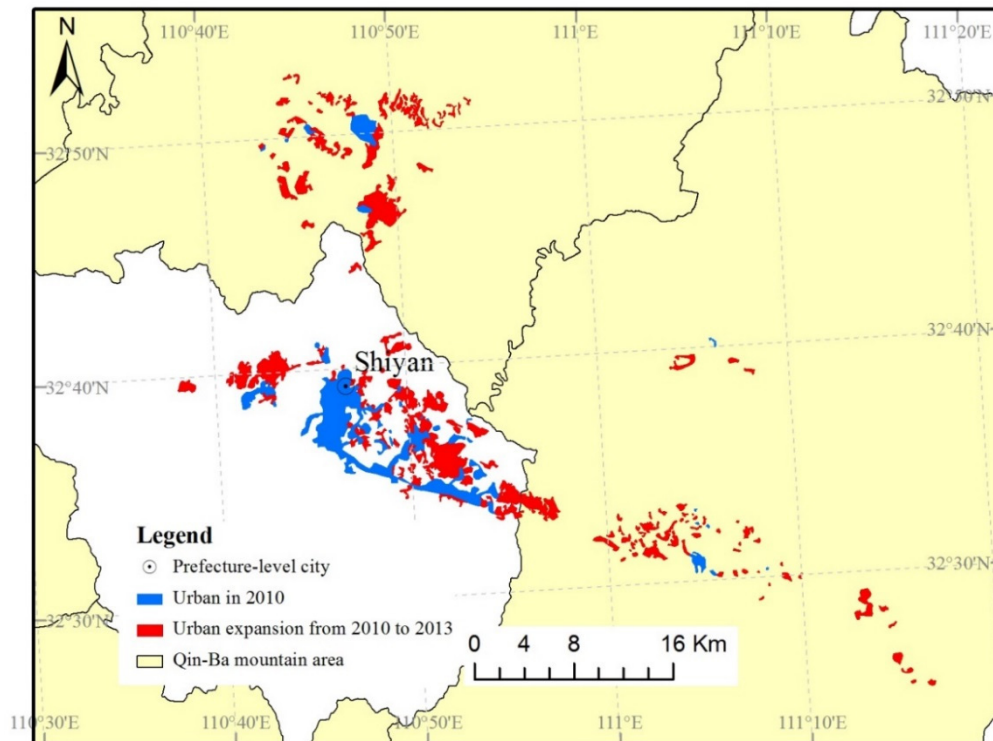 110°40'E 110°50'E 111°E 111°10'E 111°20'E
N
32°50'N
32°50'N
32°40'N
Shiyan
32°40'N
32°30'N
Legend
Prefecture-level city
Urban in 2010
Urban expansion from 2010 to 2013
Qin-Ba mountain area
32°30'N
0 4 8 16 Km
110°30'E 110°40'E 110°50'E 111°E 111°10'E